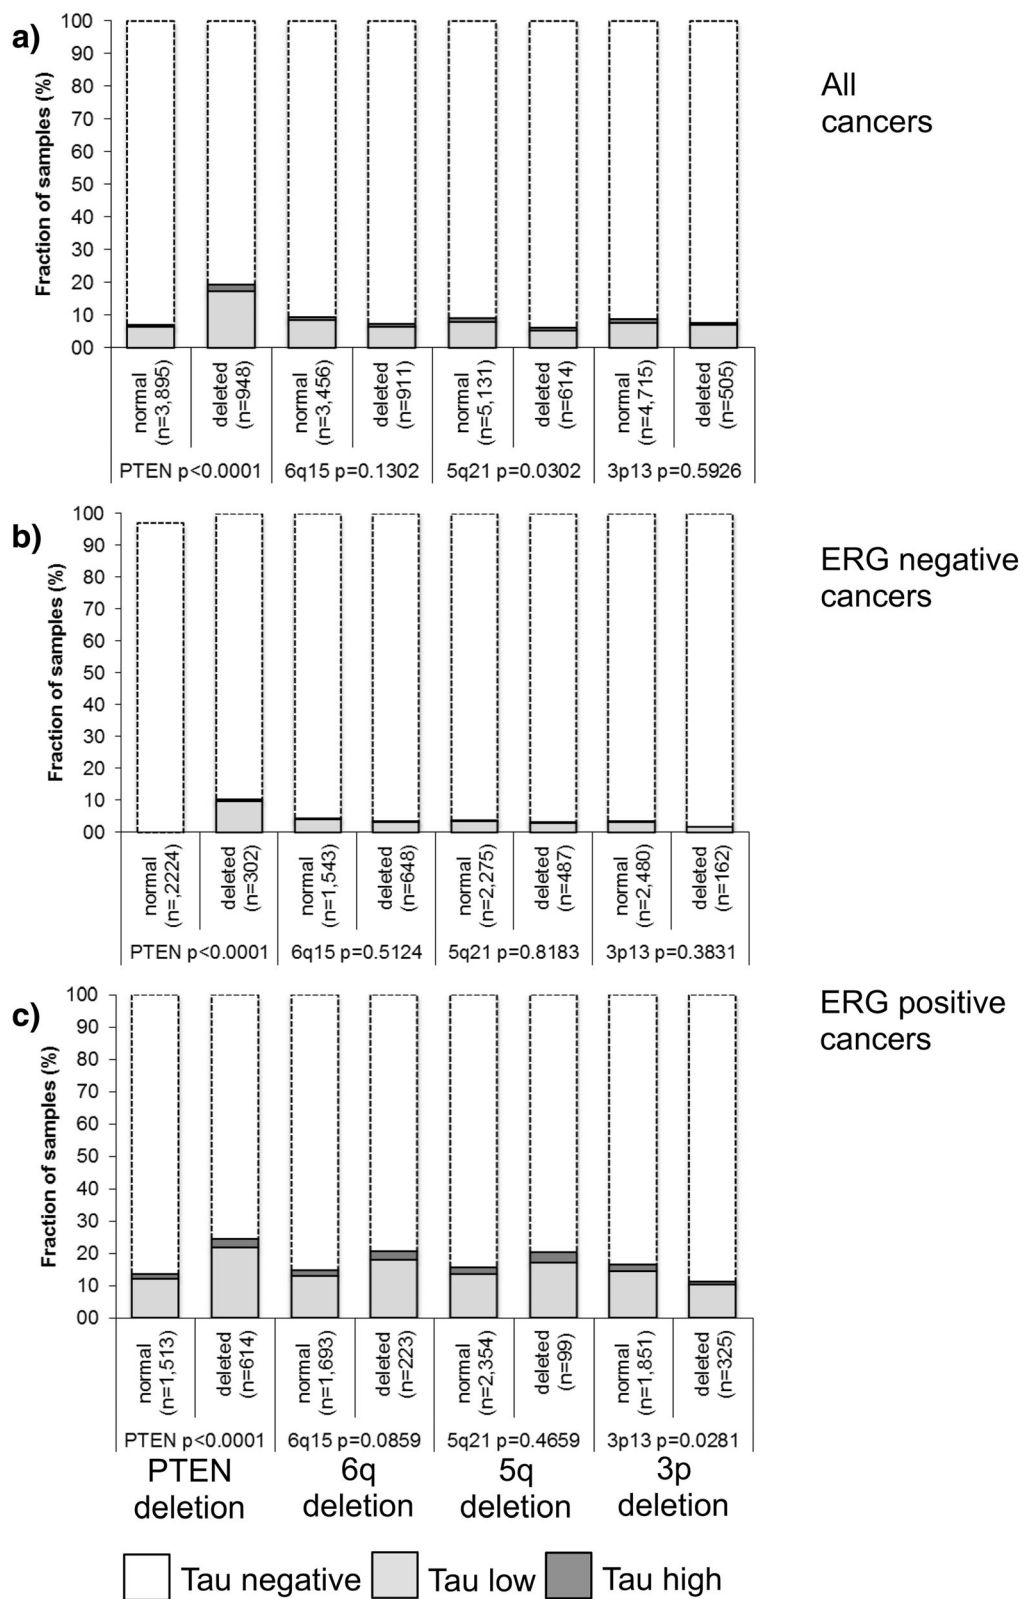 a)
All
cancers
Fraction of samples (%)
100
90
80
70
60
50
40
30
20
10
00
normal
(n=3,895)
deleted
(n=948)
normal
(n=3,456)
deleted
(n=911)
normal
(n=5,131)
deleted
(n=614)
normal
(n=4,715)
deleted
(n=505)
PTEN p<0.0001
6q15 p=0.1302
5q21 p=0.0302
3p13 p=0.5926
b)
ERG negative
cancers
Fraction of samples (%)
100
90
80
70
60
50
40
30
20
10
00
normal
(n=,2224)
deleted
(n=302)
normal
(n=1,543)
deleted
(n=648)
normal
(n=2,275)
deleted
(n=487)
normal
(n=2,480)
deleted
(n=162)
PTEN p<0.0001
6q15 p=0.5124
5q21 p=0.8183
3p13 p=0.3831
c)
ERG positive
cancers
Fraction of samples (%)
100
90
80
70
60
50
40
30
20
10
00
normal
(n=1,513)
deleted
(n=614)
normal
(n=1,693)
deleted
(n=223)
normal
(n=2,354)
deleted
(n=99)
normal
(n=1,851)
deleted
(n=325)
PTEN p<0.0001
6q15 p=0.0859
5q21 p=0.4659
3p13 p=0.0281
PTEN
deletion
6q
deletion
5q
deletion
3p
deletion
Tau negative
Tau low
Tau high